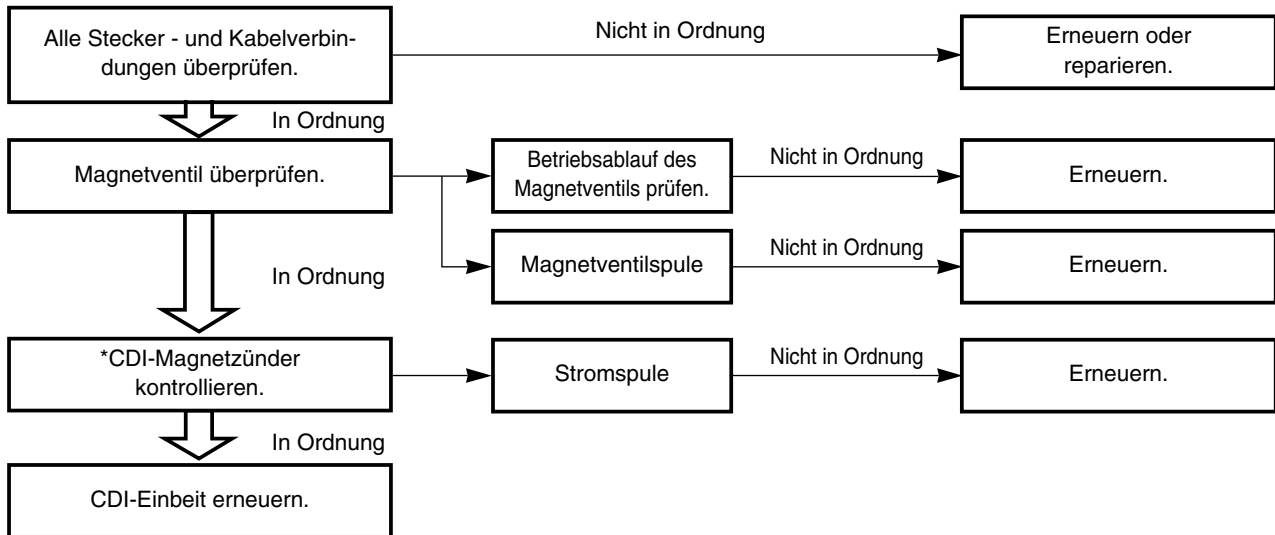 Alle Stecker - und Kabelverbin-
dungen überprüfen.
Nicht in Ordnung
Erneuern oder
reparieren.
In Ordnung
Magnetventil überprüfen.
Betriebsablauf des
Magnetventils prüfen.
Nicht in Ordnung
Erneuern.
Magnetventilspule
Nicht in Ordnung
Erneuern.
In Ordnung
*CDI-Magnetzünder
kontrollieren.
Stromspule
Nicht in Ordnung
Erneuern.
In Ordnung
CDI-Einbeit erneuern.